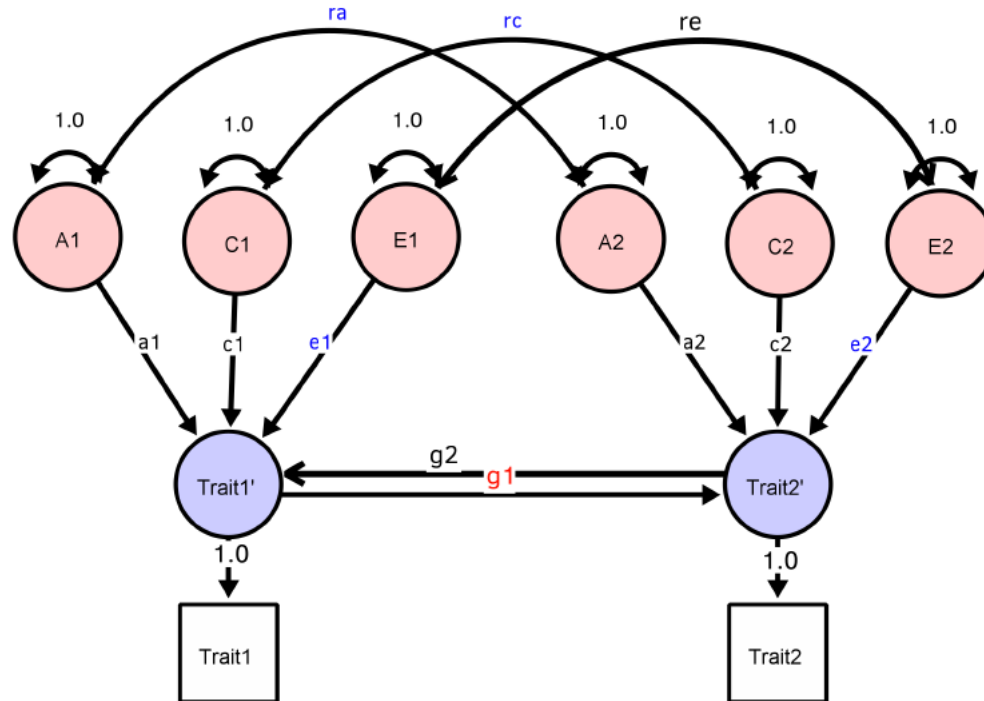 ra rc re
1.0 1.0 1.0 1.0 1.0 1.0
A1 C1 E1 A2 C2 E2
a1 c1 e1 a2 c2 e2
g2
g1
Trait1' Trait2'
1.0 1.0
Trait1 Trait2